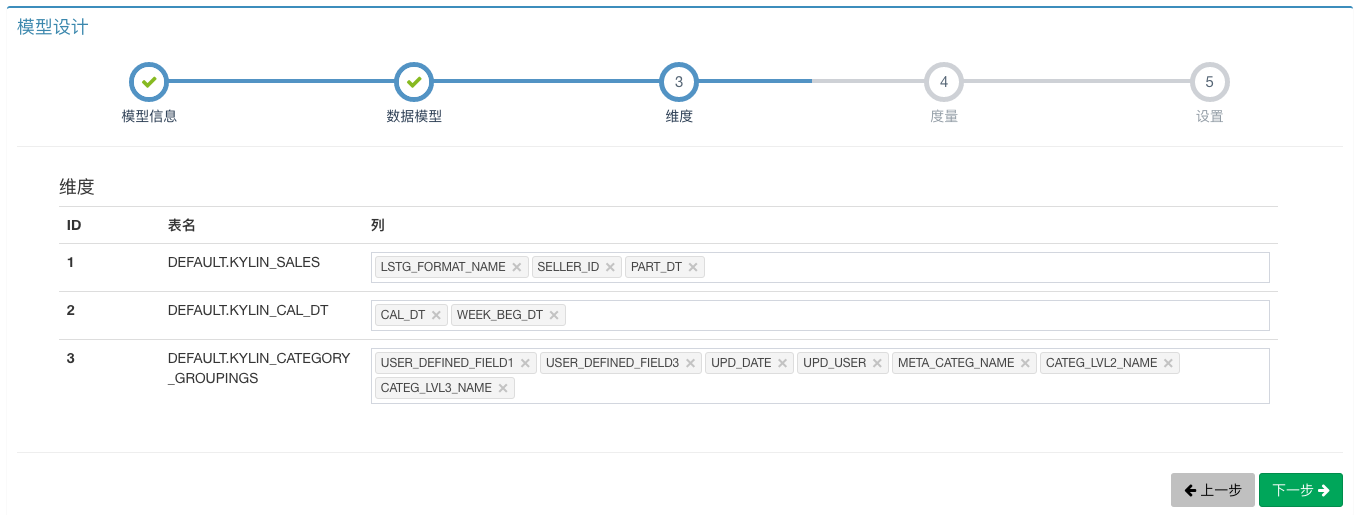 模型设计
3
4
5
模型信息
数据模型
维度
度量
设置
维度
ID 表名 列
1 DEFAULT.KYLIN_SALES LSTG_FORMAT_NAME × SELLER_ID × PART_DT ×
2 DEFAULT.KYLIN_CAL_DT CAL_DT × WEEK_BEG_DT ×
3 DEFAULT.KYLIN_CATEGORY USER_DEFINED_FIELD1 × USER_DEFINED_FIELD3 × UPD_DATE × UPD_USER × META_CATEG_NAME × CATEG_LVL2_NAME ×
_GROUPINGS CATEG_LVL3_NAME ×
上一步 下一步